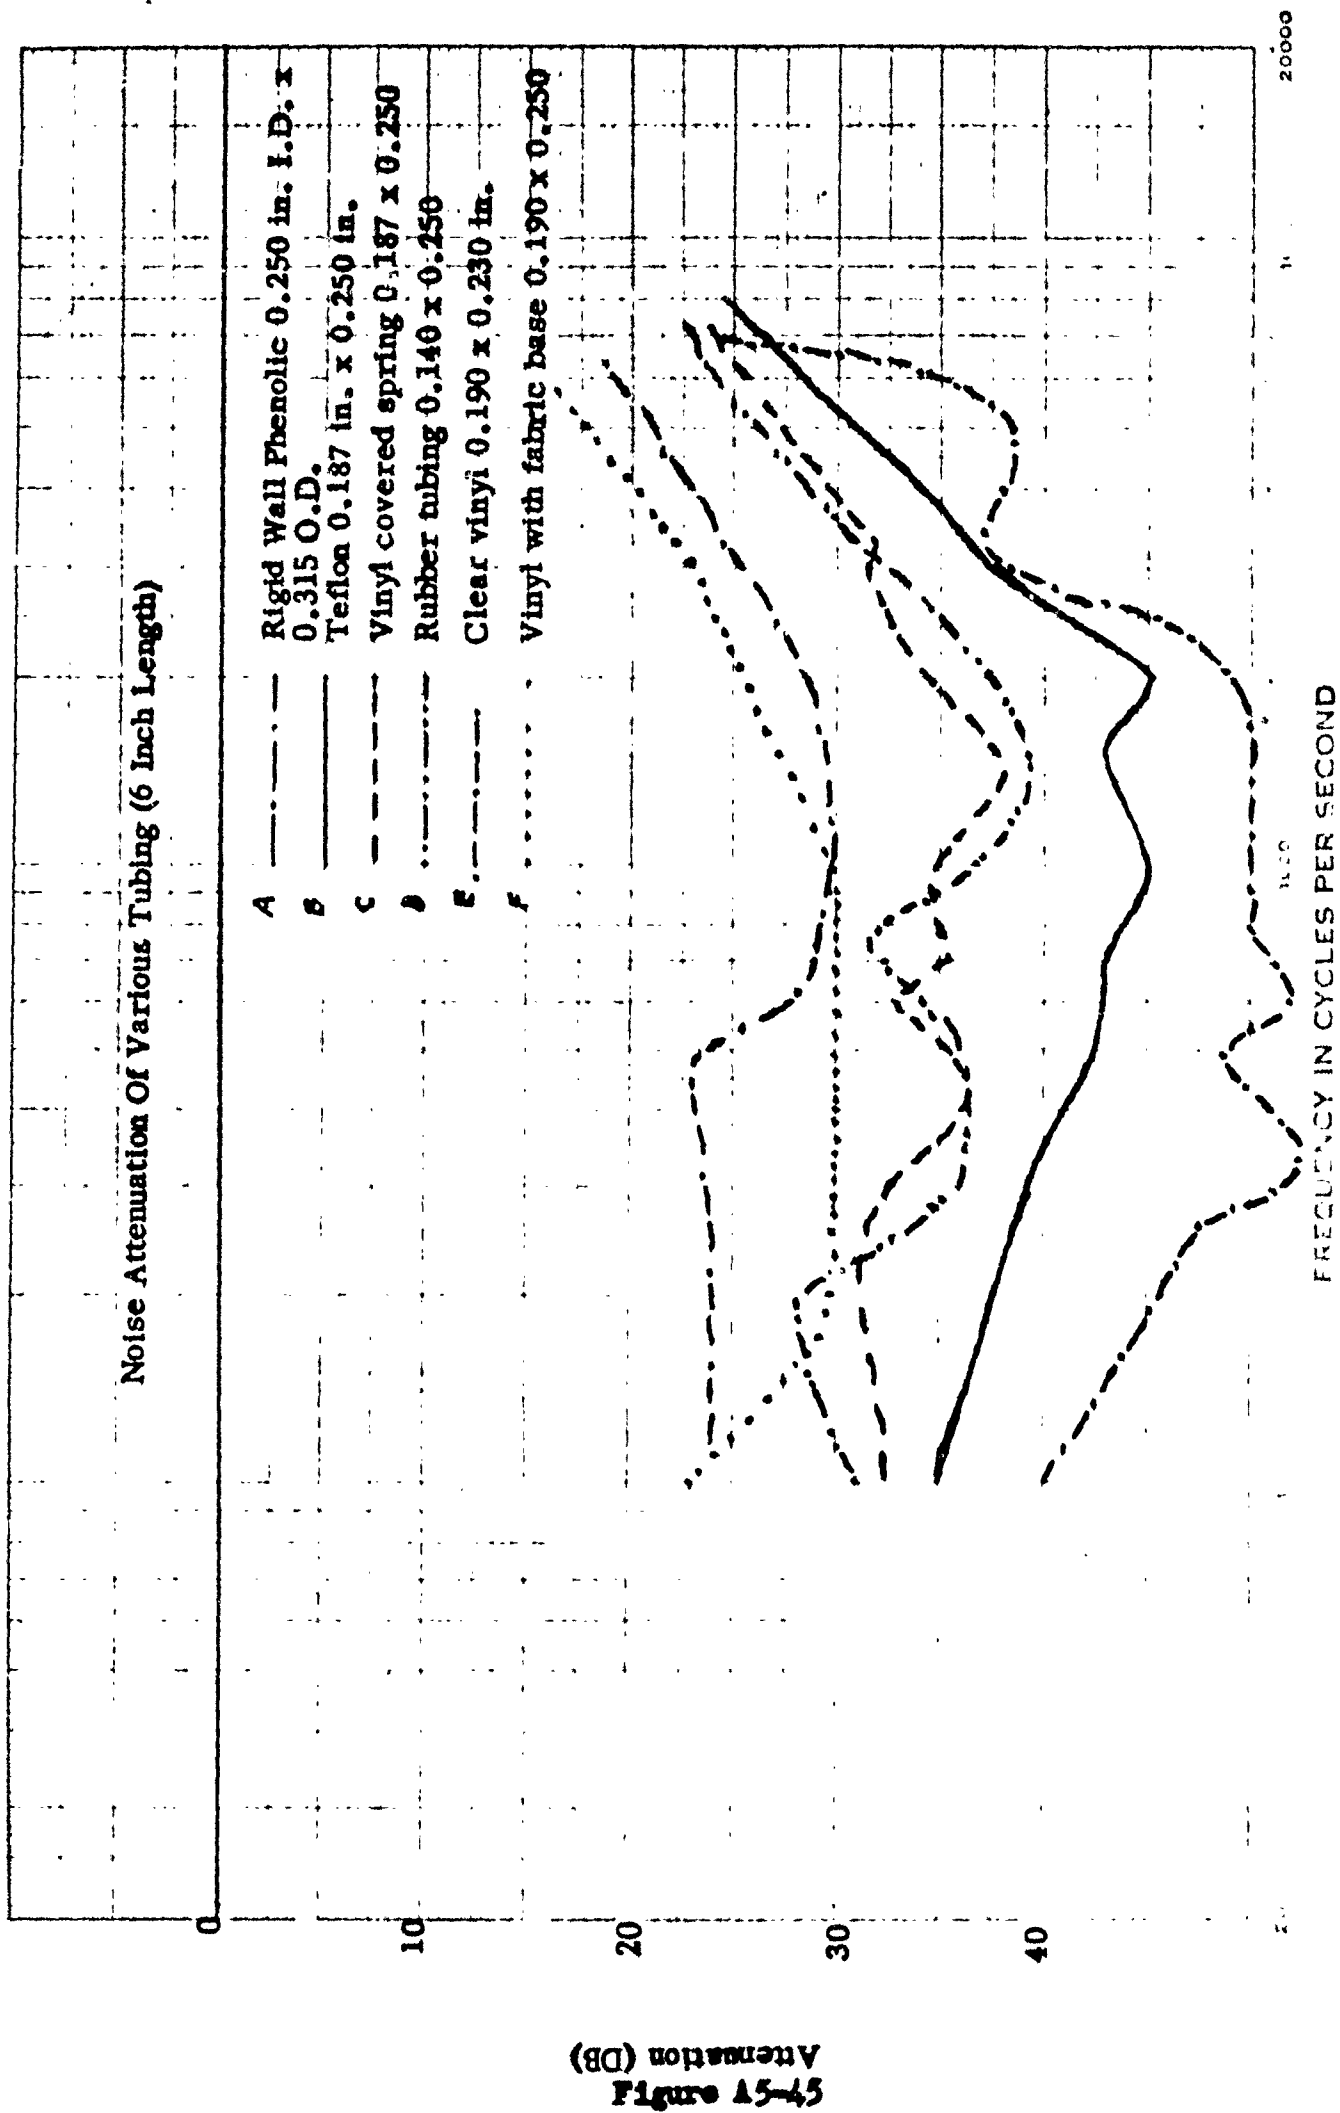 Noise Attenuation Of Various Tubing (6 Inch Length)
A Rigid Wall Phenolic 0.250 in. I.D. x
0.315 O.D.
B Teflon 0.187 in. x 0.250 in.
C Vinyl covered spring 0.187 x 0.250
D Rubber tubing 0.140 x 0.250
E Clear vinyl 0.190 x 0.230 in.
F Vinyl with fabric base 0.190 x 0.250
0
10
20
30
40
Attenuation (DB)
Figure A5-45
20000
FREQUENCY IN CYCLES PER SECOND